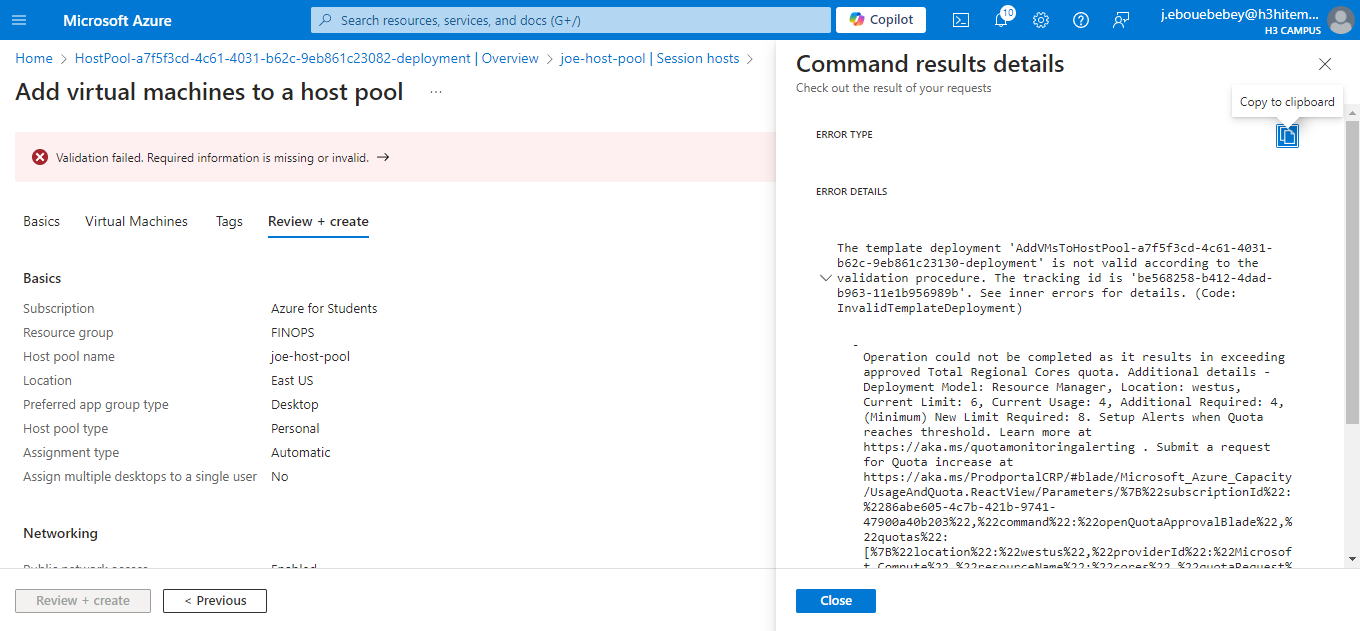 Microsoft Azure
Search resources, services, and docs (G+/)
Copilot
10
j.ebouebebey@h3hitem...
H3 CAMPUS
Home > HostPool-a7f5f3cd-4c61-4031-b62c-9eb861c23082-deployment | Overview > joe-host-pool | Session hosts >
Add virtual machines to a host pool ...
Validation failed. Required information is missing or invalid. →
Basics Virtual Machines Tags Review + create
Basics
Subscription Azure for Students
Resource group FINOPS
Host pool name joe-host-pool
Location East US
Preferred app group type Desktop
Host pool type Personal
Assignment type Automatic
Assign multiple desktops to a single user No
Networking
Public network access Enabled
Review + create
< Previous
Command results details
Check out the result of your requests
Copy to clipboard
ERROR TYPE
ERROR DETAILS
The template deployment 'AddVMsToHostPool-a7f5f3cd-4c61-4031-
b62c-9eb861c23130-deployment' is not valid according to the
validation procedure. The tracking id is 'be568258-b412-4dad-
b963-11e1b956989b'. See inner errors for details. (Code:
InvalidTemplateDeployment)
-
Operation could not be completed as it results in exceeding
approved Total Regional Cores quota. Additional details -
Deployment Model: Resource Manager, Location: westus,
Current Limit: 6, Current Usage: 4, Additional Required: 4,
(Minimum) New Limit Required: 8. Setup Alerts when Quota
reaches threshold. Learn more at
https://aka.ms/quotamonitoringalerting . Submit a request
for Quota increase at
https://aka.ms/ProdportalCRP/#blade/Microsoft_Azure_Capacity
/UsageAndQuota.ReactView/Parameters/%7B%22subscriptionId%22:
%2286abe605-4c7b-421b-9741-
47900a40b203%22,%22command%22:%22openQuotaApprovalBlade%22,%
22quotas%22:
[%7B%22location%22:%22westus%22,%22providerId%22:%22Microsof
t.Compute%22,%22resourceName%22:%22cores%22,%22quotaRequest%
Close